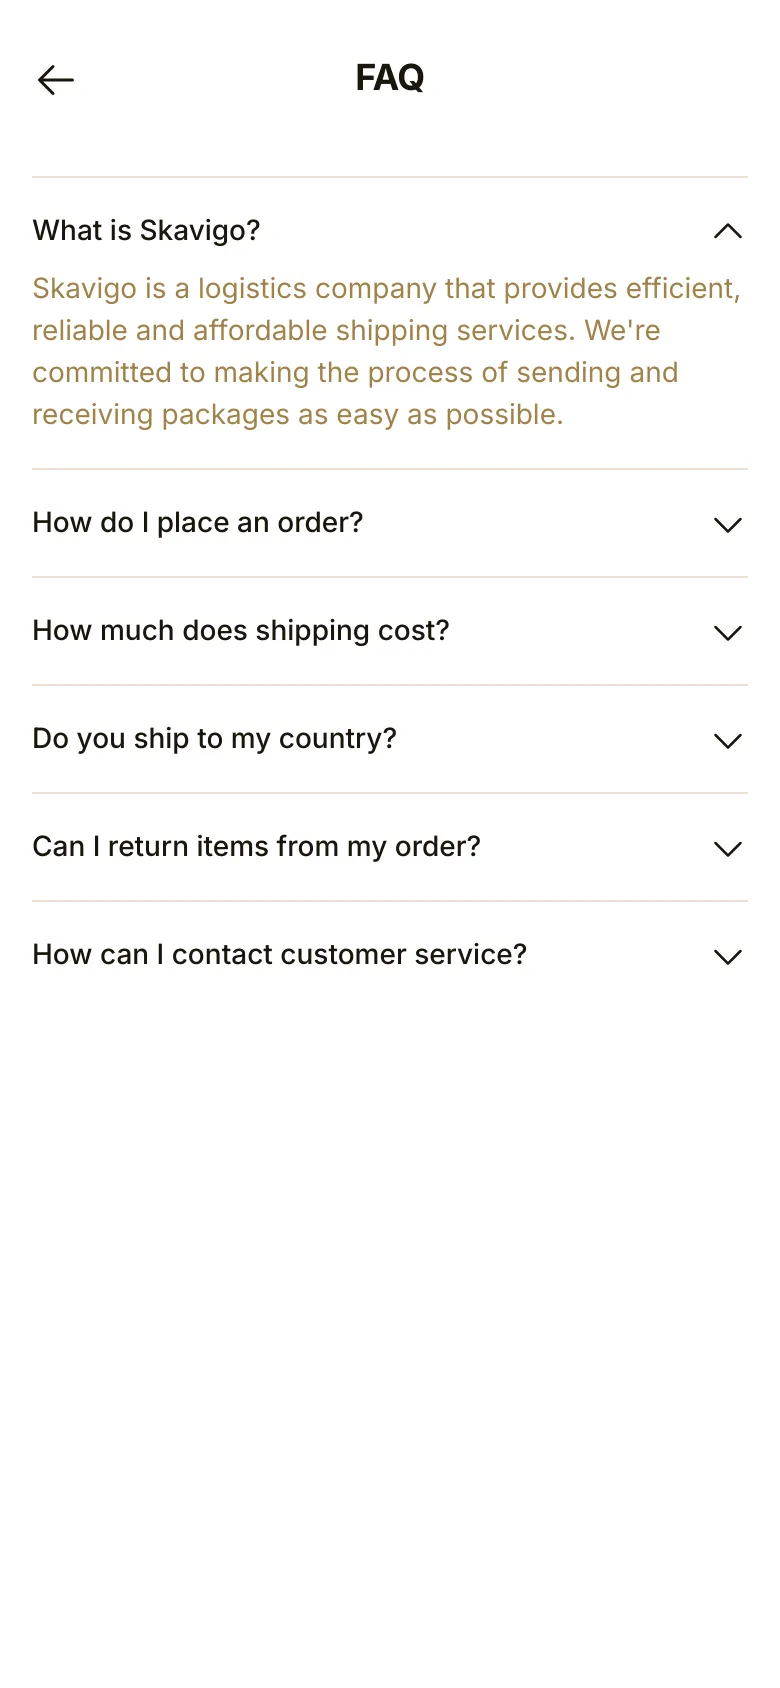 FAQ
What is Skavigo?
Skavigo is a logistics company that provides efficient,
reliable and affordable shipping services. We're
committed to making the process of sending and
receiving packages as easy as possible.
How do I place an order?
How much does shipping cost?
Do you ship to my country?
Can I return items from my order?
How can I contact customer service?